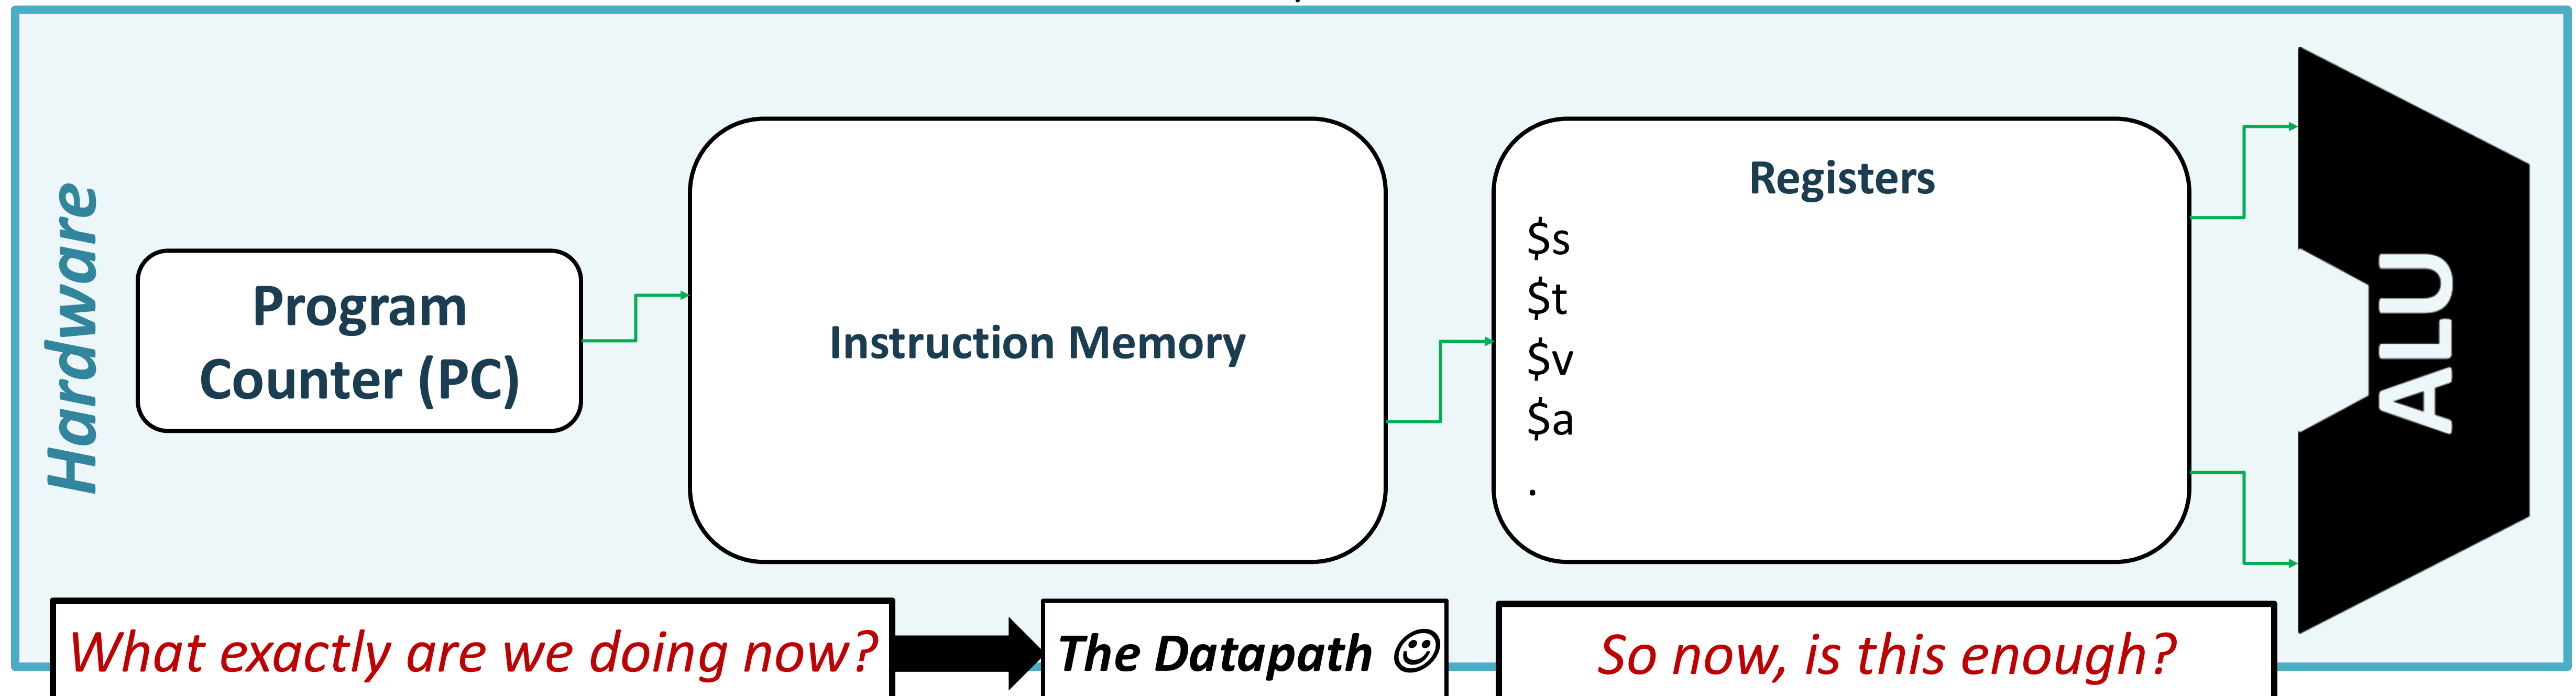 Hardware
Program
Counter (PC)
Instruction Memory
Registers
$s
$t
$v
$a
.
ALU
What exactly are we doing now?
The Datapath ☺
So now, is this enough?